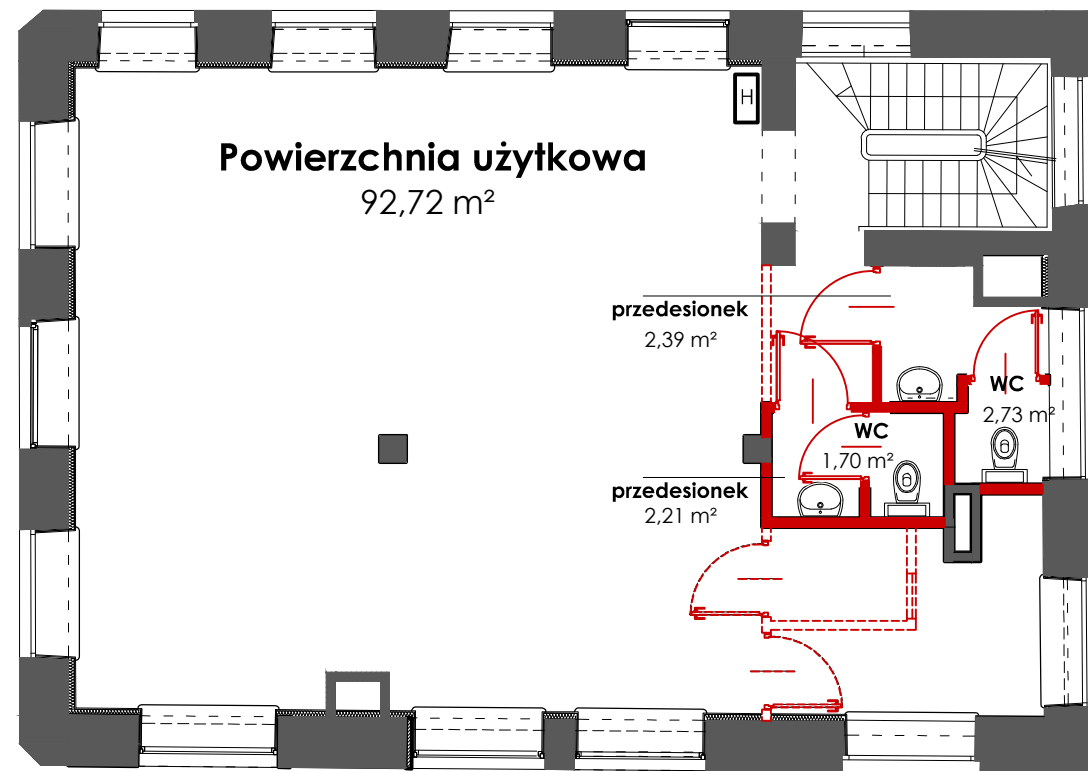 H
Powierzchnia użytkowa
92,72 m²
przedesionek
2,39 m²
WC
2,73 m²
WC
1,70 m²
przedesionek
2,21 m²